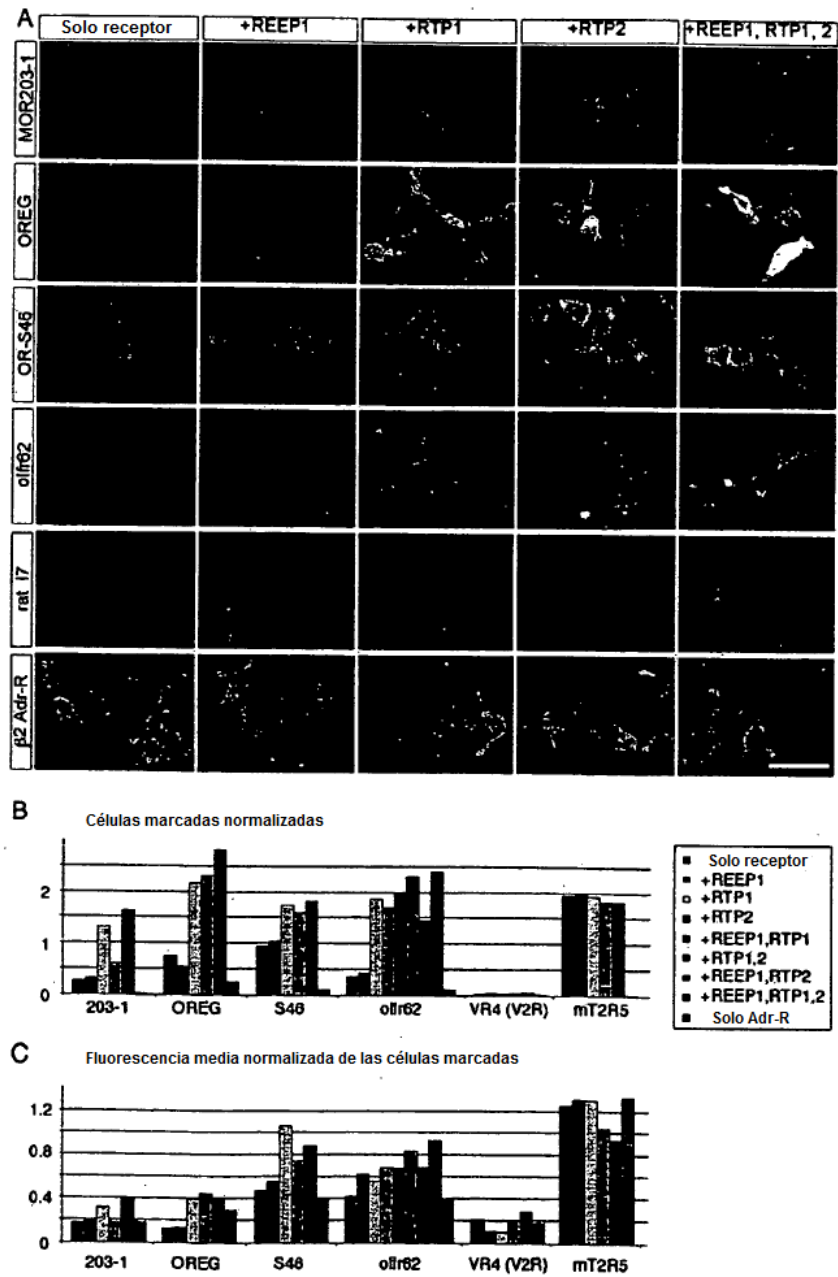 A
Solo receptor +REEP1 +RTP1 +RTP2 +REEP1, RTP1, 2
MOR203-1
OREG
OR-S46
olfr62
rat I7
β2 Adr-R
B
Células marcadas normalizadas
2
1
0
203-1 OREG S46 olfr62 VR4 (V2R) mT2R5
Solo receptor
+REEP1
+RTP1
+RTP2
+REEP1,RTP1
+RTP1,2
+REEP1,RTP2
+REEP1,RTP1,2
Solo Adr-R
C
Fluorescencia media normalizada de las células marcadas
1.2
0.8
0.4
0
203-1 OREG S46 olfr62 VR4 (V2R) mT2R5